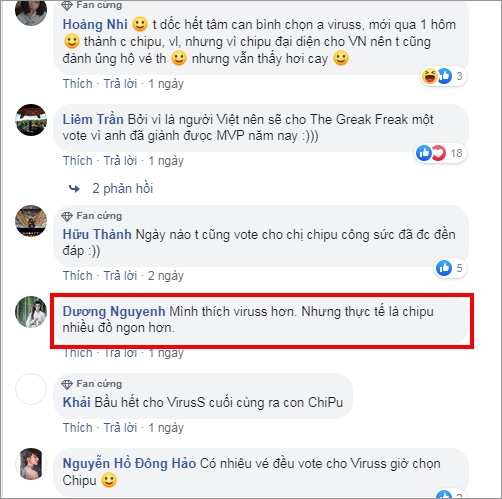 Hoàng Nhi 🙂 t dốc hết tâm can bình chọn a viruss, mới qua 1 hôm
🙂 thành c chipu, vl, nhưng vì chipu đại diện cho VN nên t cũng
đành ủng hộ vé th 🙂 nhưng vẫn thấy hơi cay 🙂
3
Thích · Trả lời · 1 ngày
Liêm Trần Bởi vì là người Việt nên sẽ cho The Greak Freak một
vote vì anh đã giành được MVP năm nay :)))
18
Thích · Trả lời · 1 ngày
2 phản hồi
Fan cứng
Hữu Thành Ngày nào t cũng vote cho chị chipu công sức đã đc đền
đáp :))
5
Thích · Trả lời · 2 ngày
Dương Nguyenh Mình thích viruss hơn. Nhưng thực tế là chipu
nhiều đồ ngon hơn.
Thích · Trả lời · 1 ngày
Fan cứng
Khải Bầu hết cho VirusS cuối cùng ra con ChiPu
Thích · Trả lời · 1 ngày
Fan cứng
Nguyễn Hồ Đông Hảo Có nhiêu vé đều vote cho Viruss giờ chọn
Chipu 🙂
Thích · Trả lời · 1 ngày